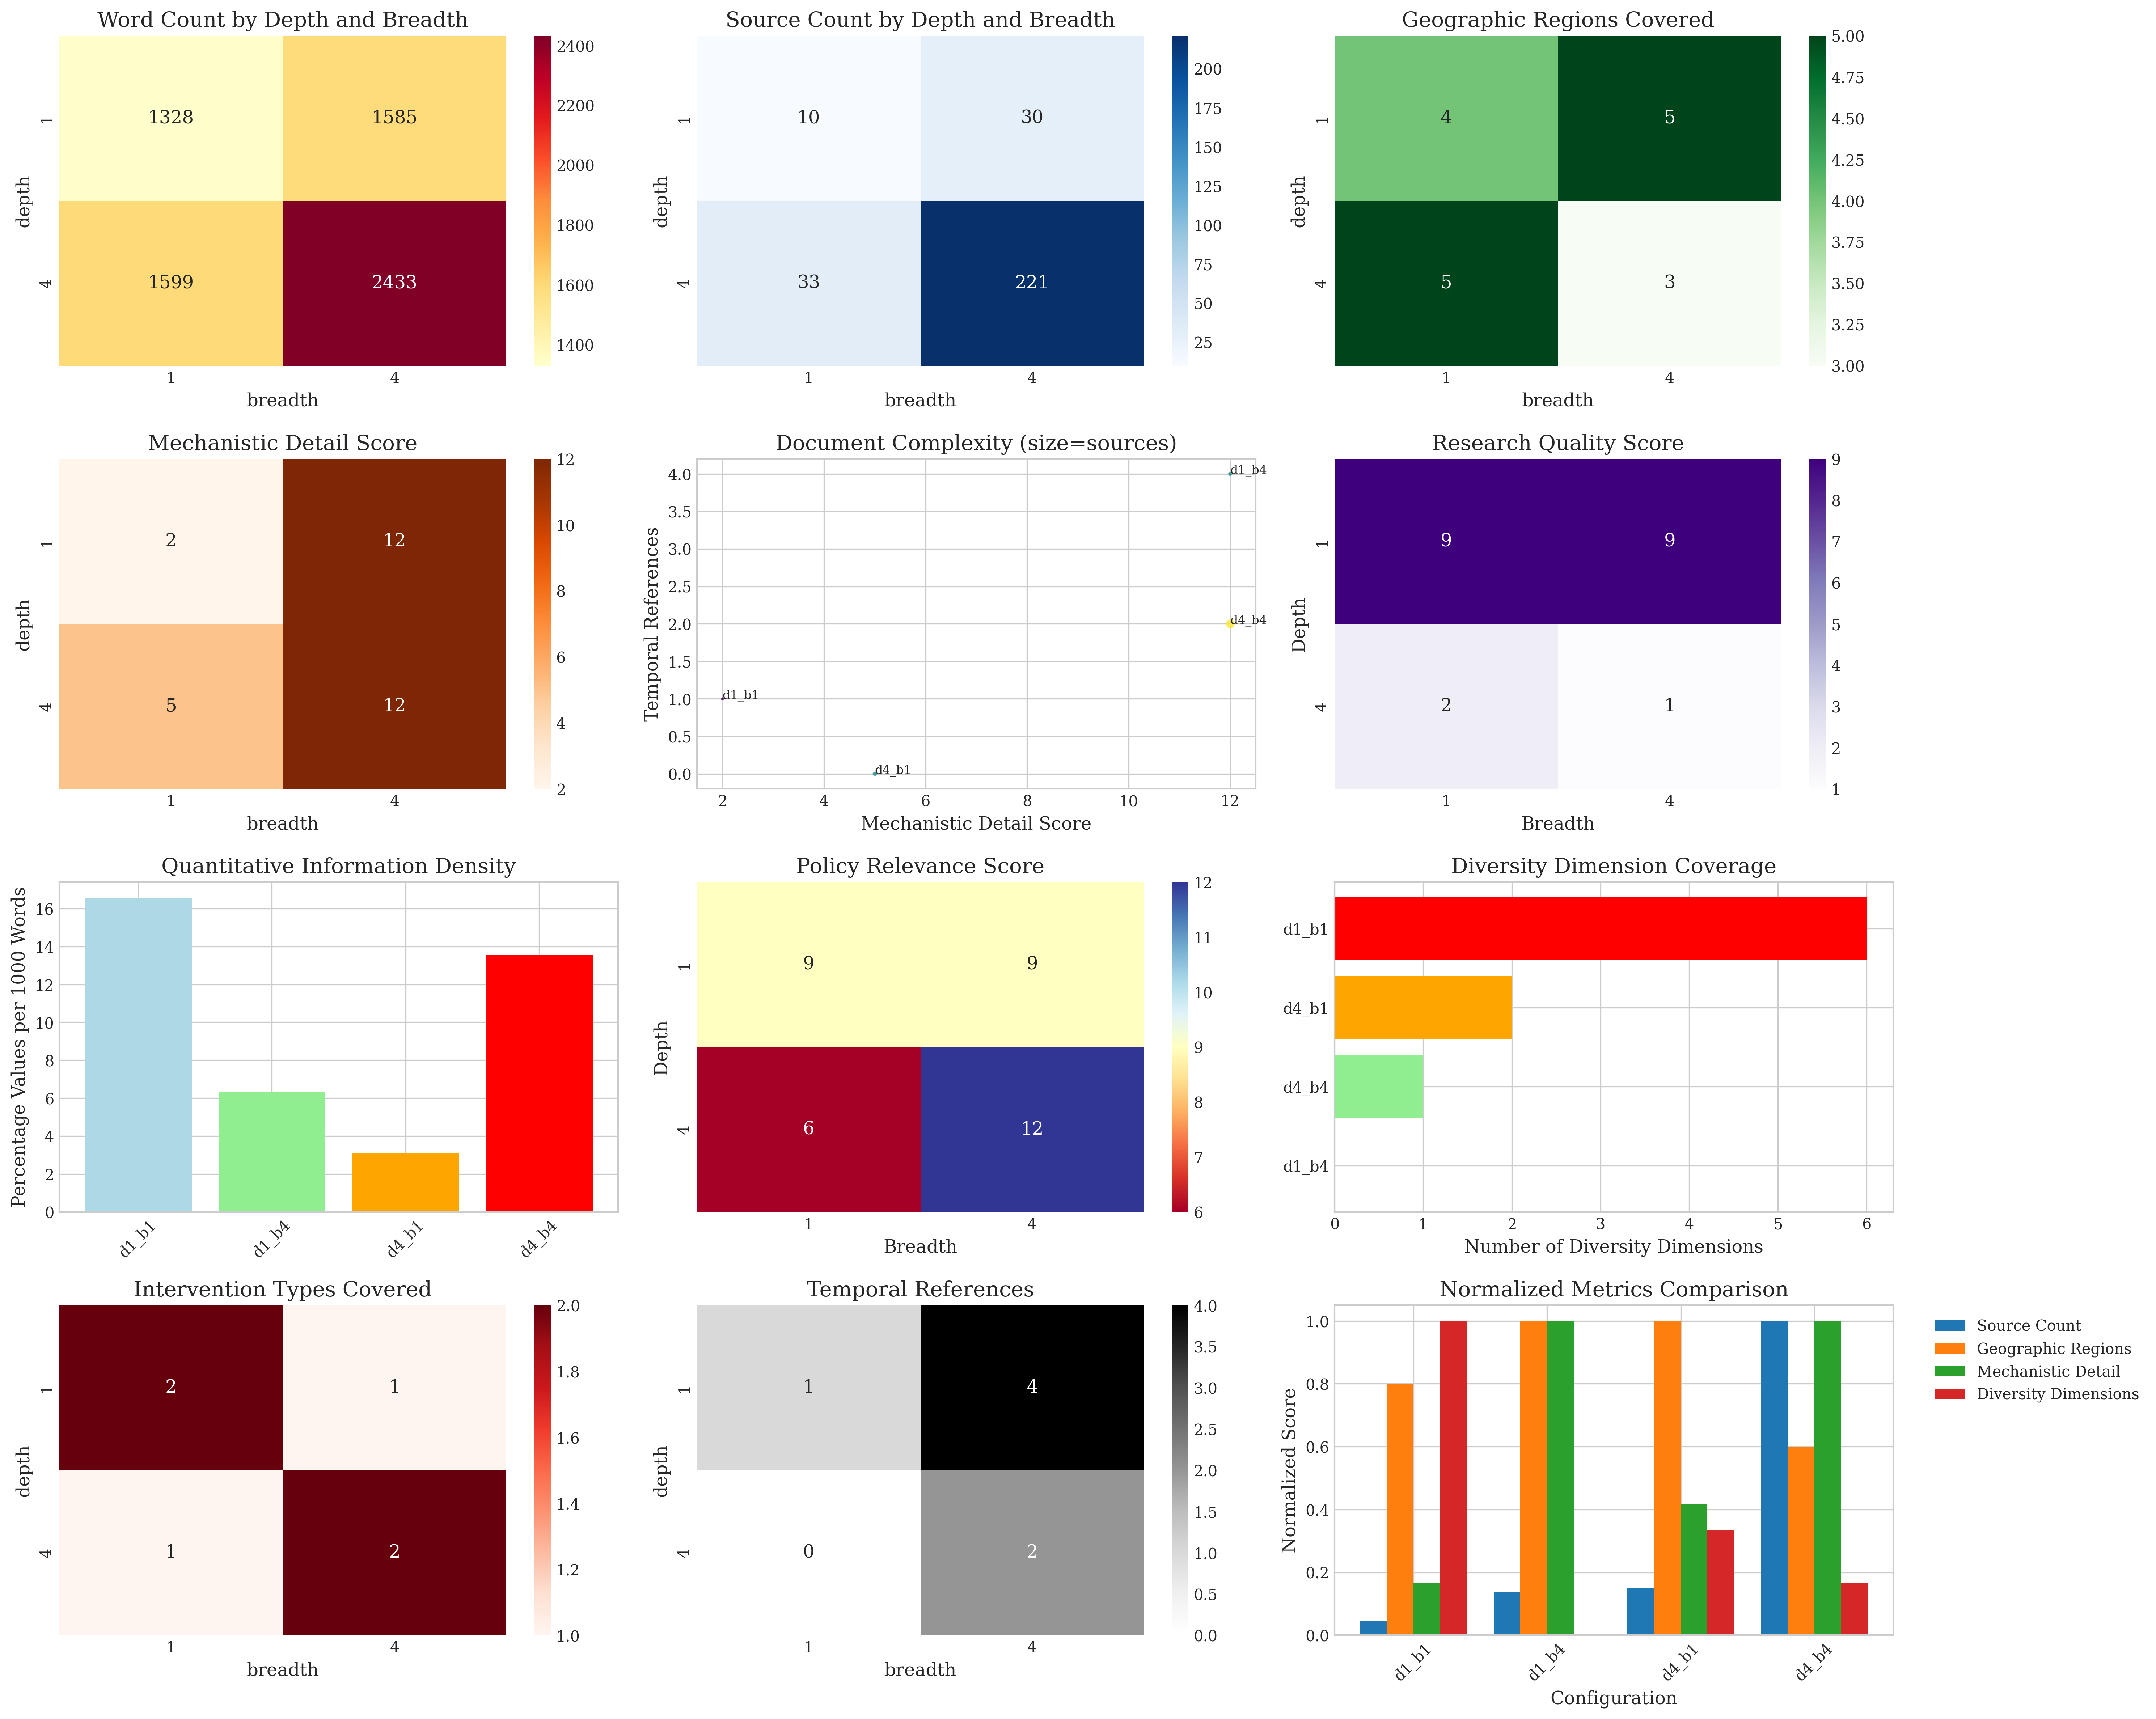 Word Count by Depth and Breadth
depth
1
4
1328
1585
1599
2433
1
4
breadth
2400
2200
2000
1800
1600
1400
Source Count by Depth and Breadth
depth
1
4
10
30
33
221
1
4
breadth
200
175
150
125
100
75
50
25
Geographic Regions Covered
depth
1
4
4
5
5
3
1
4
breadth
5.00
4.75
4.50
4.25
4.00
3.75
3.50
3.25
3.00
Mechanistic Detail Score
depth
1
4
2
12
5
12
1
4
breadth
12
10
8
6
4
2
Document Complexity (size=sources)
Temporal References
4.0
3.5
3.0
2.5
2.0
1.5
1.0
0.5
0.0
d1_b4
d4_b4
d1_b1
d4_b1
2
4
6
8
10
12
Mechanistic Detail Score
Research Quality Score
Depth
1
4
9
9
2
1
1
4
Breadth
9
8
7
6
5
4
3
2
1
Quantitative Information Density
Percentage Values per 1000 Words
16
14
12
10
8
6
4
2
0
d1_b1
d1_b4
d4_b1
d4_b4
Policy Relevance Score
Depth
1
4
9
9
6
12
1
4
Breadth
12
11
10
9
8
7
6
Diversity Dimension Coverage
d1_b1
d4_b1
d4_b4
d1_b4
0
1
2
3
4
5
6
Number of Diversity Dimensions
Intervention Types Covered
depth
1
4
2
1
1
2
1
4
breadth
2.0
1.8
1.6
1.4
1.2
1.0
Temporal References
depth
1
4
1
4
0
2
1
4
breadth
4.0
3.5
3.0
2.5
2.0
1.5
1.0
0.5
0.0
Normalized Metrics Comparison
Normalized Score
1.0
0.8
0.6
0.4
0.2
0.0
d1_b1
d1_b4
d4_b1
d4_b4
Configuration
Source Count
Geographic Regions
Mechanistic Detail
Diversity Dimensions